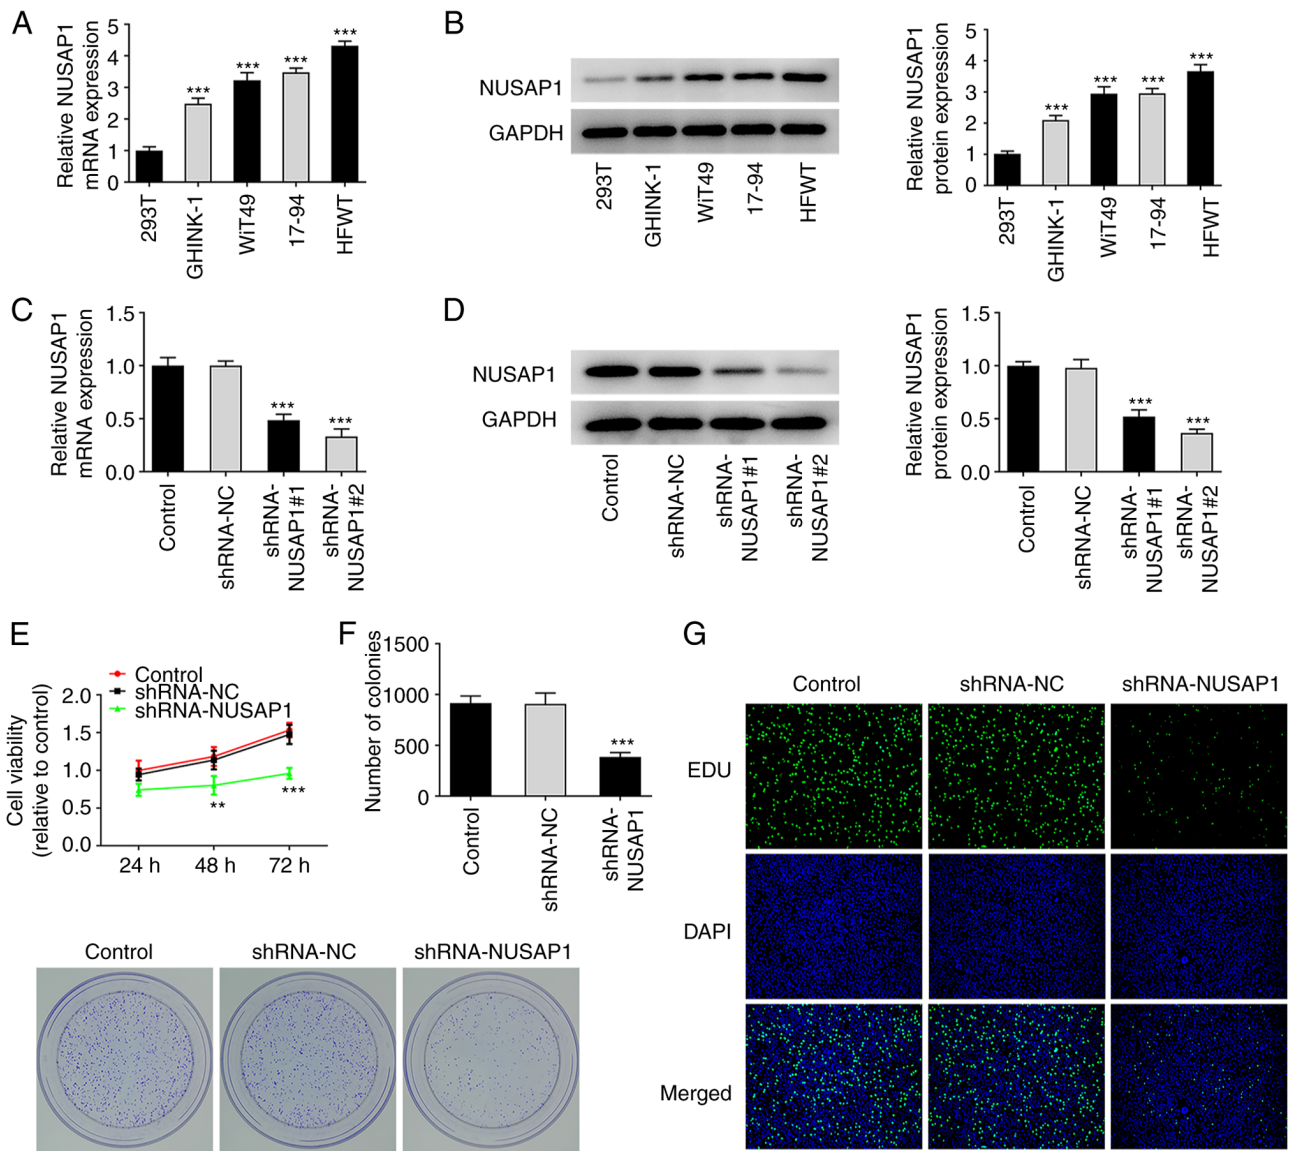 A
Relative NUSAP1
mRNA expression
5
4
3
2
1
0
***
***
***
***
293T
GHINK-1
WiT49
17-94
HFWT
B
NUSAP1
GAPDH
293T
GHINK-1
WiT49
17-94
HFWT
Relative NUSAP1
protein expression
5
4
3
2
1
0
***
***
***
***
293T
GHINK-1
WiT49
17-94
HFWT
C
Relative NUSAP1
mRNA expression
1.5
1.0
0.5
0.0
***
***
Control
shRNA-NC
shRNA-
NUSAP1#1
shRNA-
NUSAP1#2
D
NUSAP1
GAPDH
Control
shRNA-NC
shRNA-
NUSAP1#1
shRNA-
NUSAP1#2
Relative NUSAP1
protein expression
1.5
1.0
0.5
0.0
***
***
Control
shRNA-NC
shRNA-
NUSAP1#1
shRNA-
NUSAP1#2
E
Control
shRNA-NC
shRNA-NUSAP1
Cell viability
(relative to control)
2.0
1.5
1.0
0.5
0.0
**
***
24 h
48 h
72 h
F
Number of colonies
1500
1000
500
0
***
Control
shRNA-NC
shRNA-
NUSAP1
Control
shRNA-NC
shRNA-NUSAP1
G
Control
shRNA-NC
shRNA-NUSAP1
EDU
DAPI
Merged